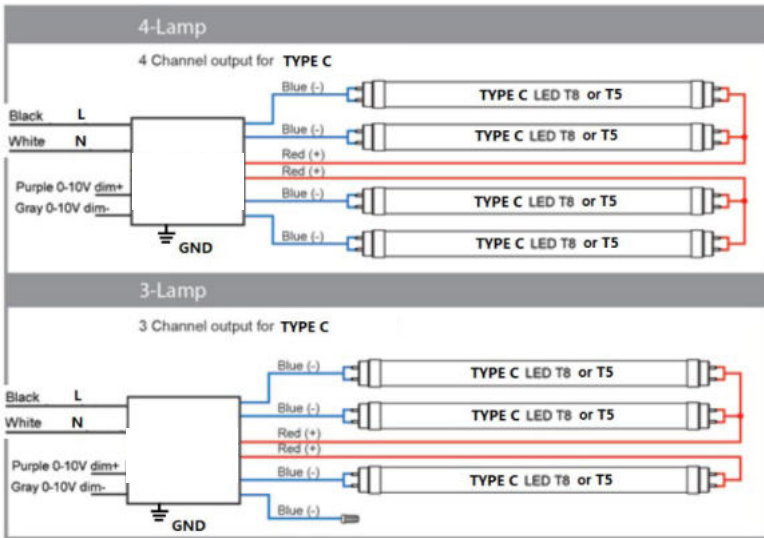 4-Lamp
4 Channel output for TYPE C
Blue (-)
TYPE C LED T8 or T5
Black L
Blue (-)
TYPE C LED T8 or T5
White N
Red (+)
Red (+)
Purple 0-10V dim+
Blue (-)
TYPE C LED T8 or T5
Gray 0-10V dim-
Blue (-)
TYPE C LED T8 or T5
GND
3-Lamp
3 Channel output for TYPE C
Blue (-)
TYPE C LED T8 or T5
Black L
Blue (-)
TYPE C LED T8 or T5
White N
Red (+)
Red (+)
Purple 0-10V dim+
Blue (-)
TYPE C LED T8 or T5
Gray 0-10V dim-
Blue (-)
GND